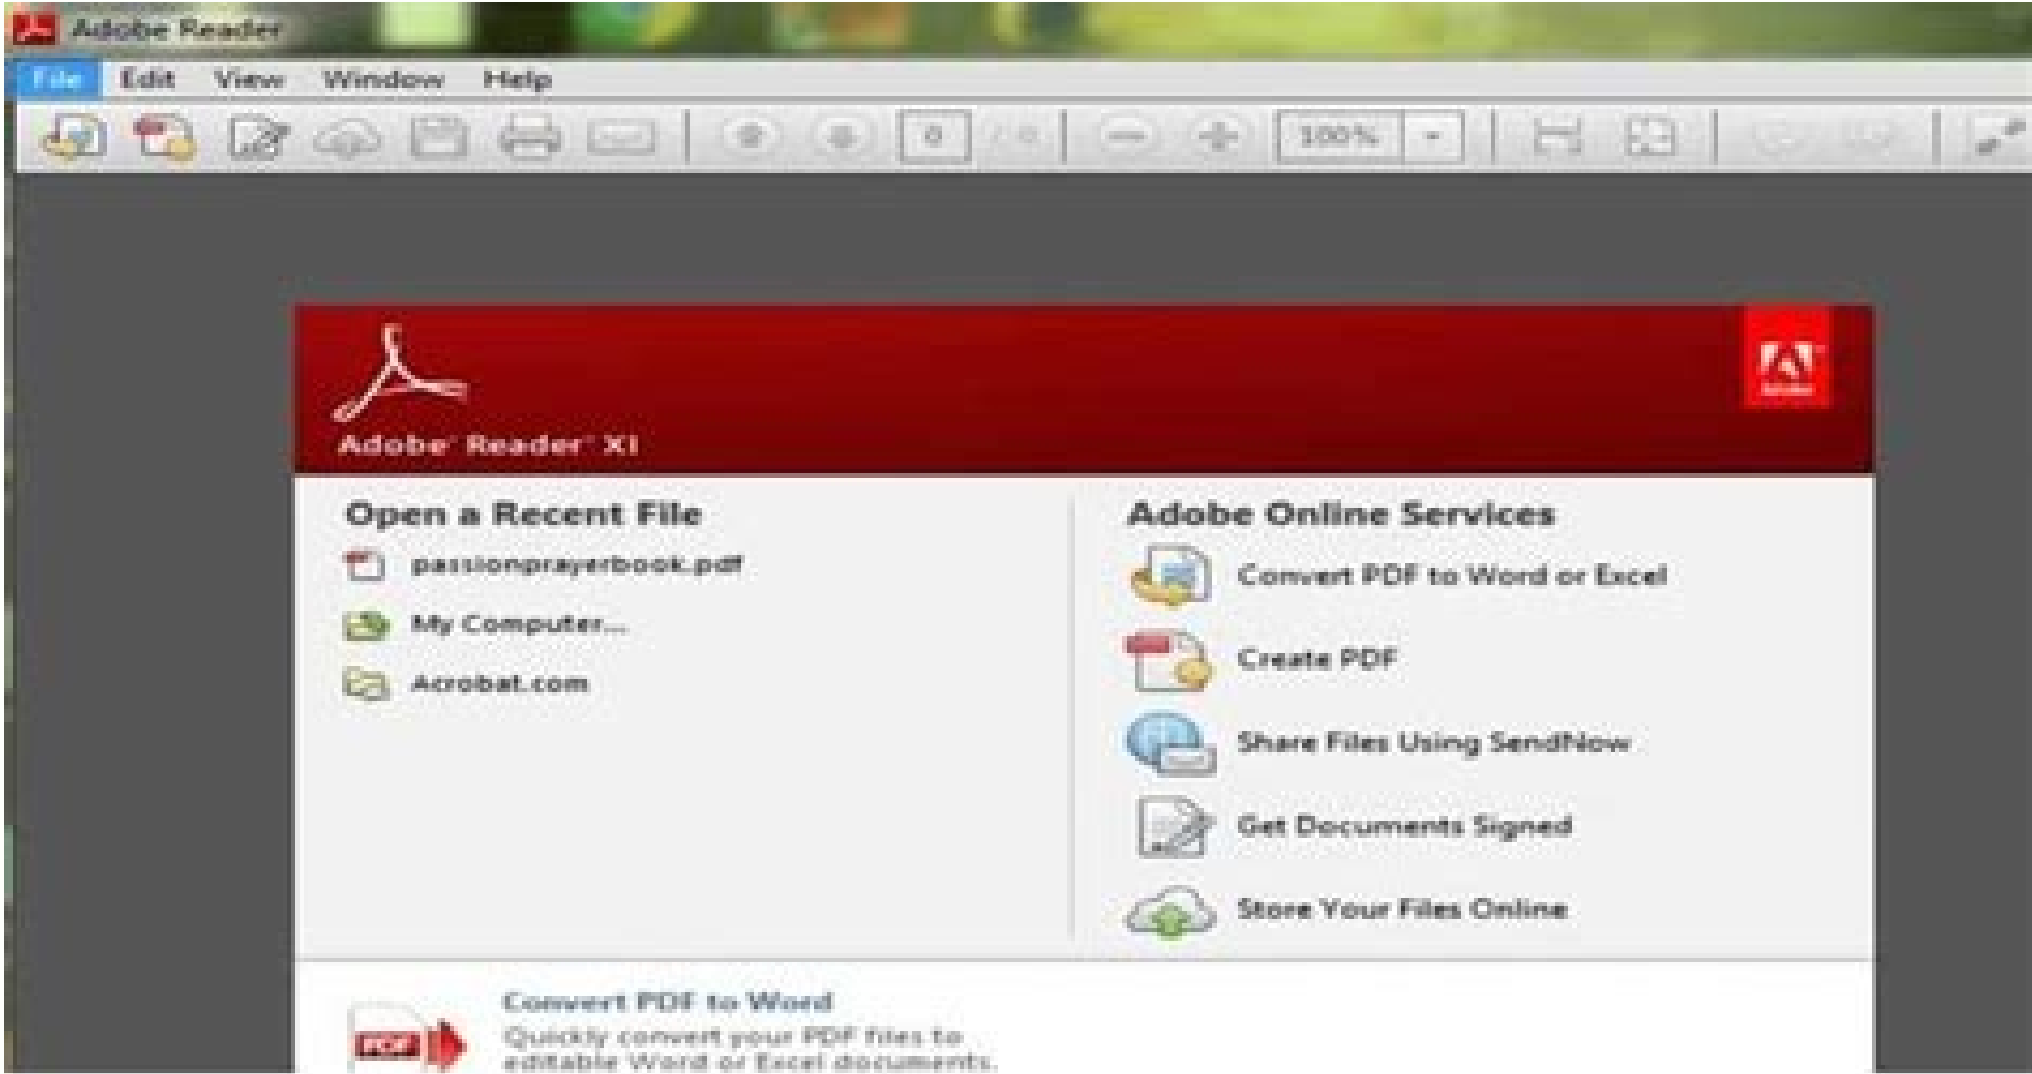 Adobe Reader
File Edit View Window Help
0 / 0 100%
Adobe
Adobe® Reader® XI
Open a Recent File
passionprayerbook.pdf
My Computer...
Acrobat.com
Adobe Online Services
Convert PDF to Word or Excel
Create PDF
Share Files Using SendNow
Get Documents Signed
Store Your Files Online
PDF
Convert PDF to Word
Quickly convert your PDF files to
editable Word or Excel documents.